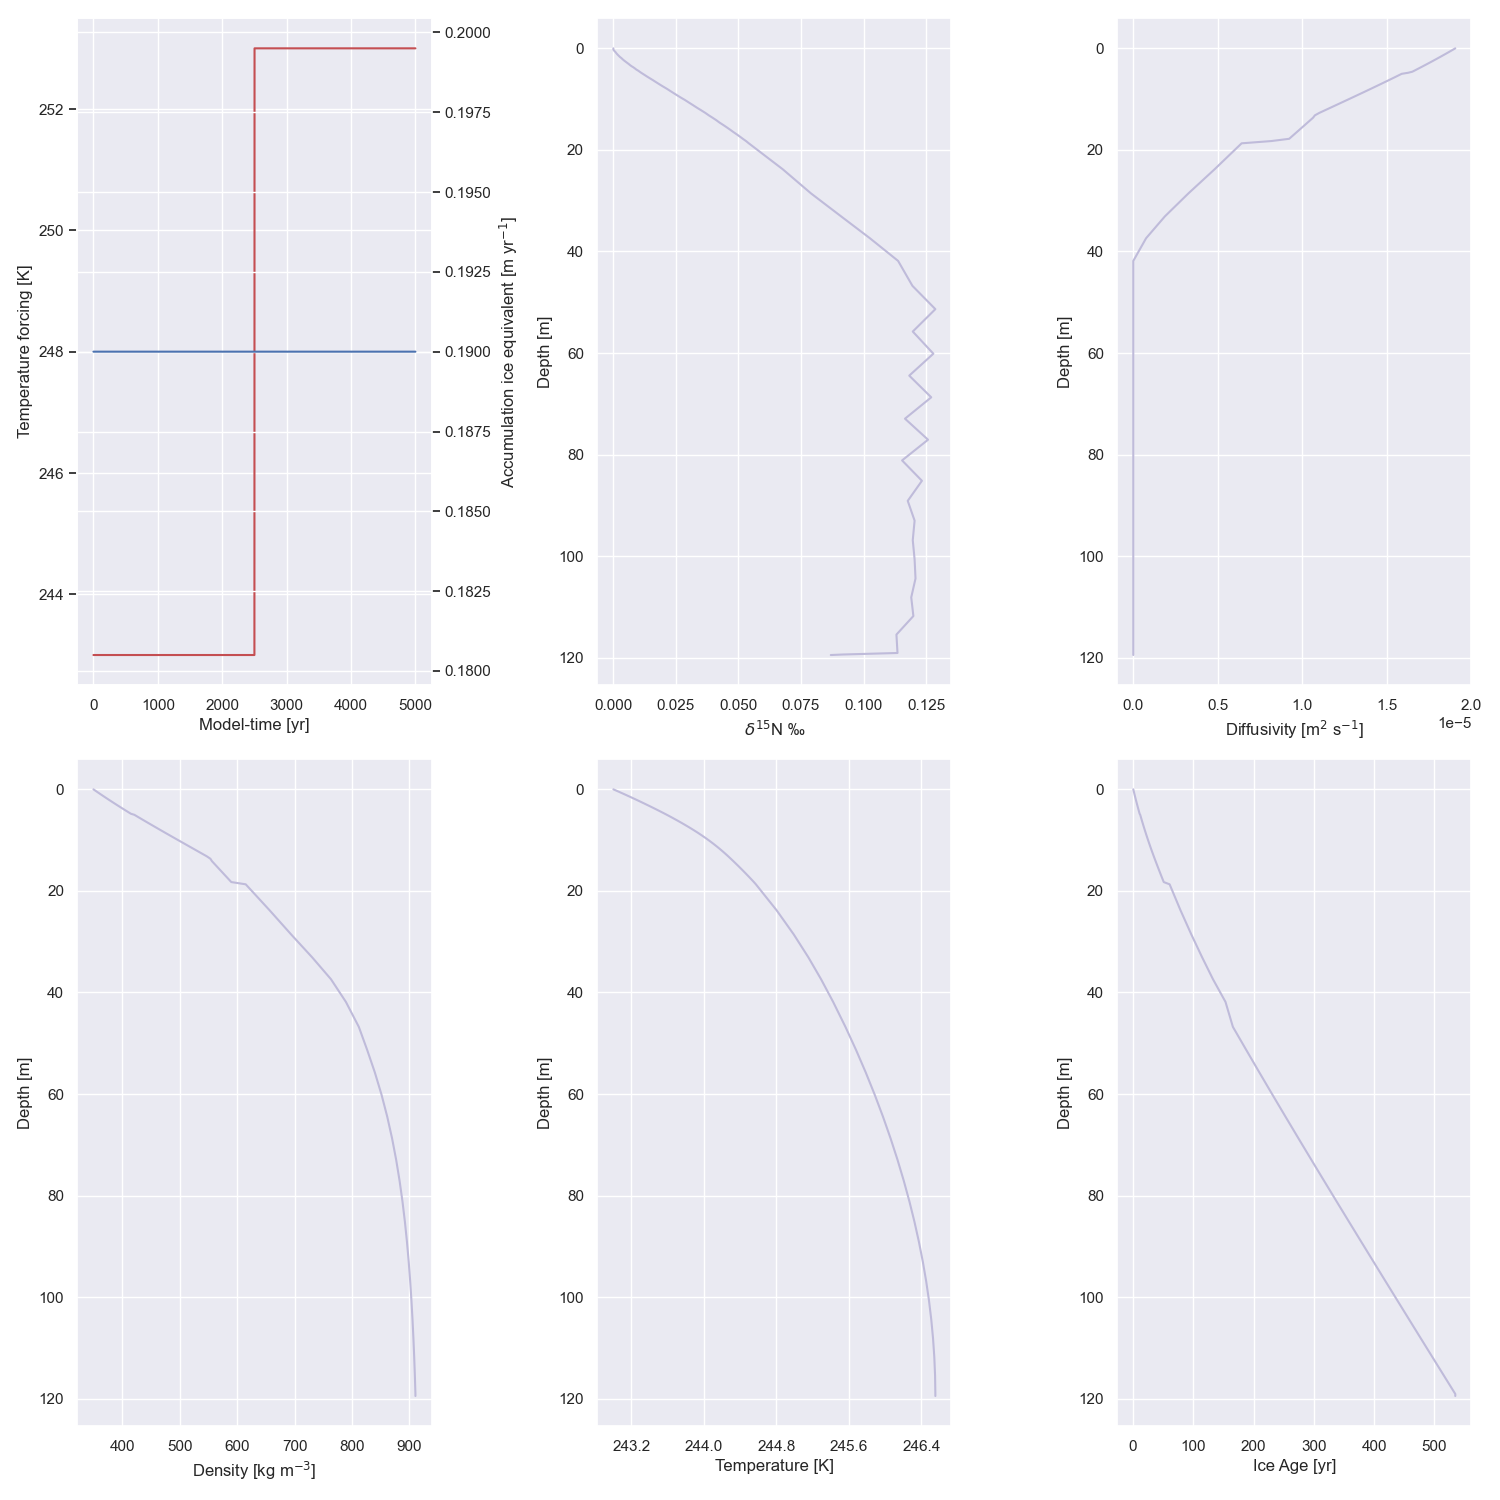 252
250
248
246
244
Temperature forcing [K]
0 1000 2000 3000 4000 5000
Model-time [yr]
0.2000
0.1975
0.1950
0.1925
0.1900
0.1875
0.1850
0.1825
0.1800
Accumulation ice equivalent [m yr⁻¹]
0
20
40
60
80
100
120
Depth [m]
0.000 0.025 0.050 0.075 0.100 0.125
δ¹⁵N ‰
0
20
40
60
80
100
120
Depth [m]
0.0 0.5 1.0 1.5 2.0
1e−5
Diffusivity [m² s⁻¹]
0
20
40
60
80
100
120
Depth [m]
400 500 600 700 800 900
Density [kg m⁻³]
0
20
40
60
80
100
120
Depth [m]
243.2 244.0 244.8 245.6 246.4
Temperature [K]
0
20
40
60
80
100
120
Depth [m]
0 100 200 300 400 500
Ice Age [yr]